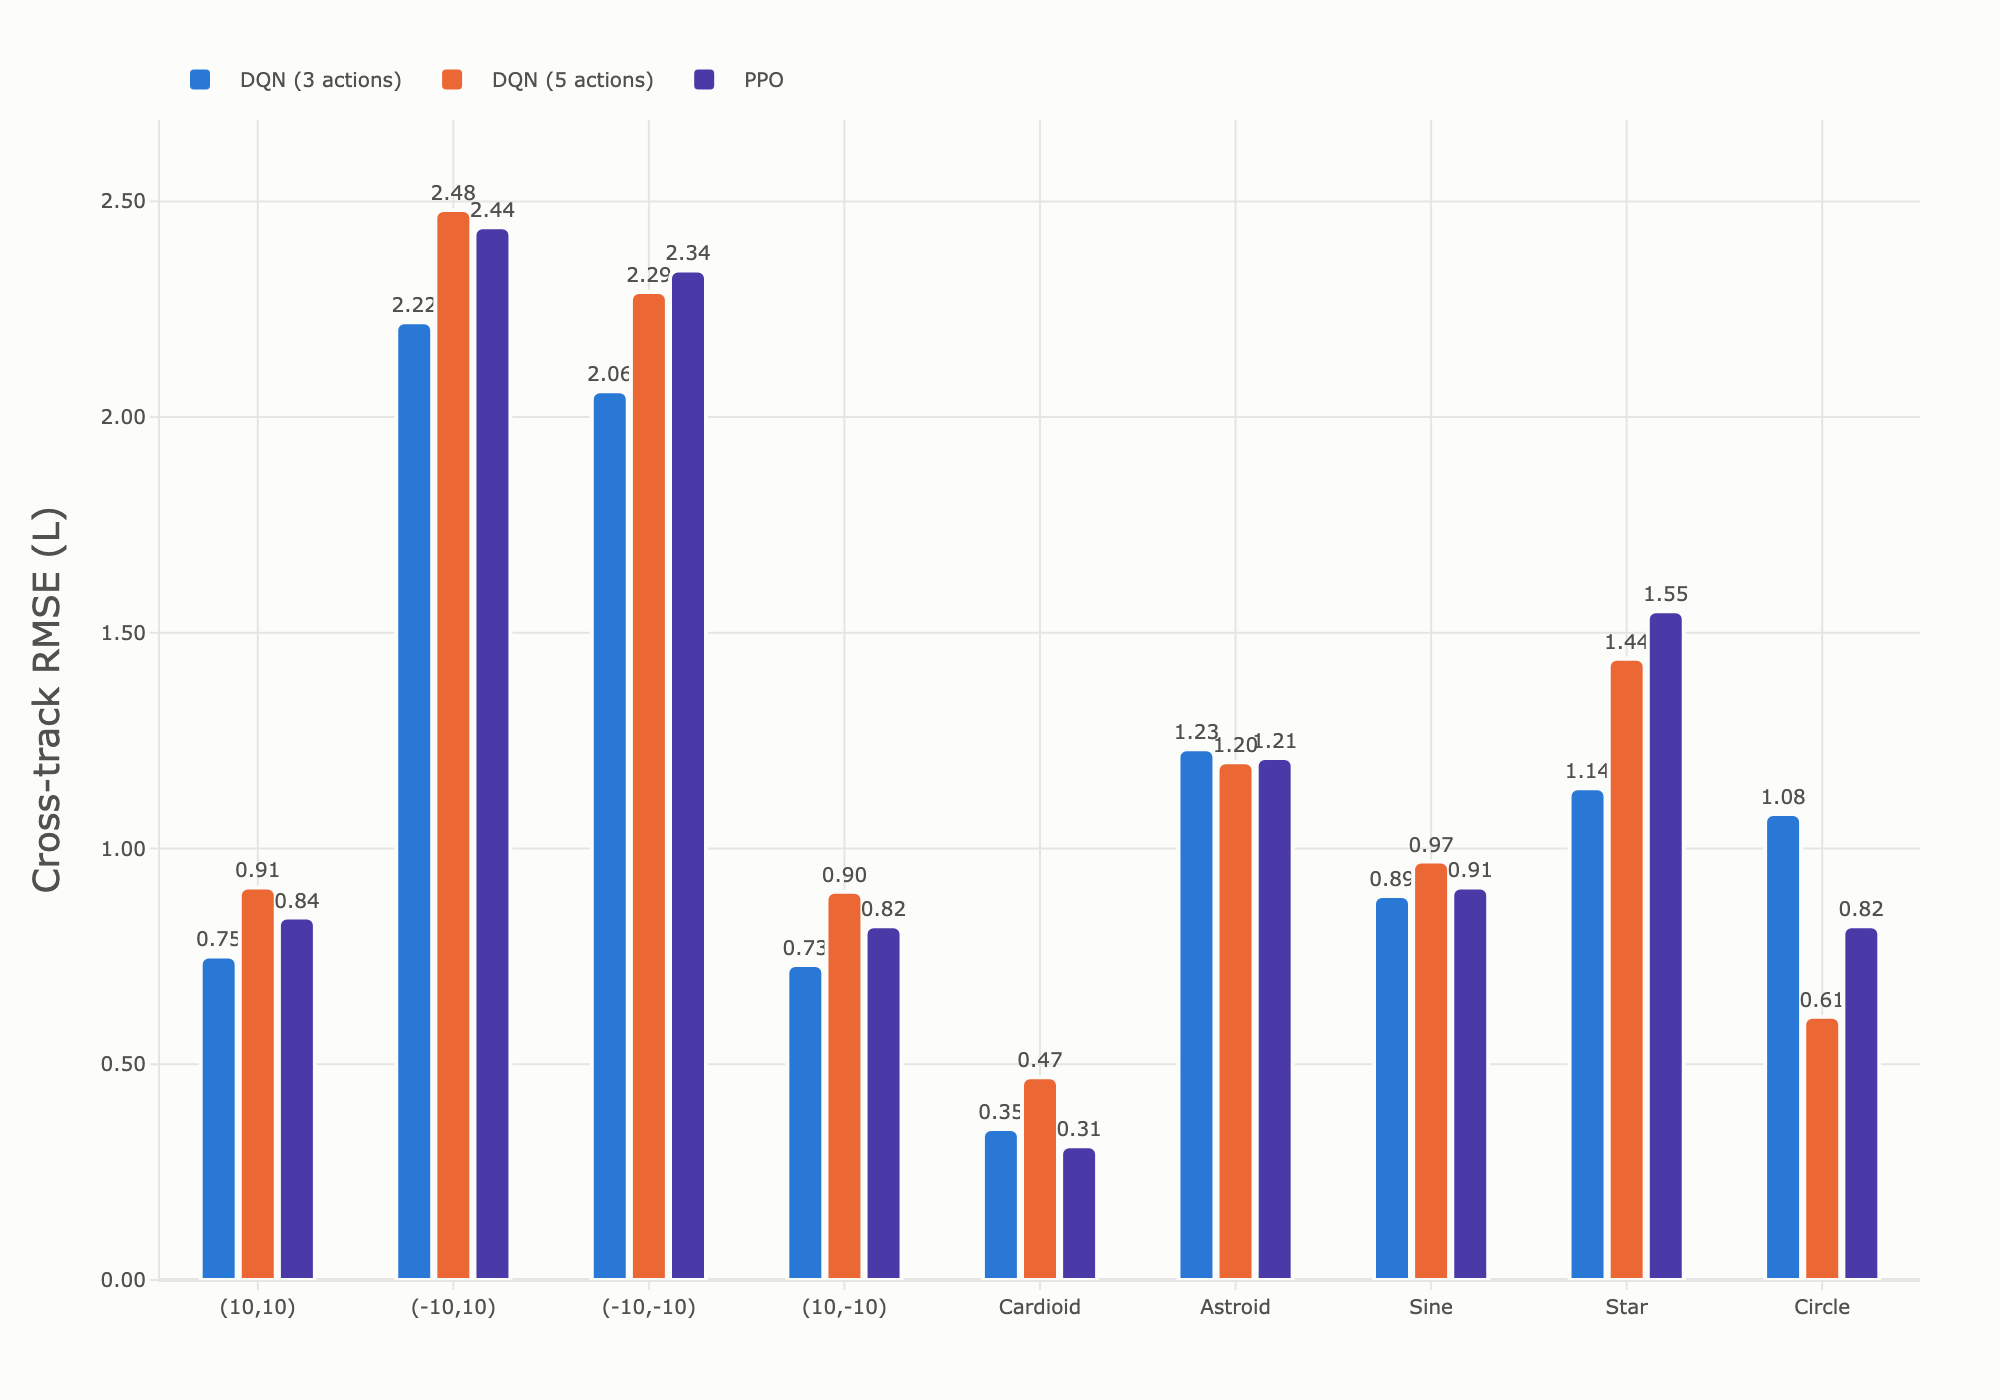 DQN (3 actions) DQN (5 actions) PPO
Cross-track RMSE (L)
2.50
2.00
1.50
1.00
0.50
0.00
0.75 0.91 0.84
2.22 2.48 2.44
2.06 2.29 2.34
0.73 0.90 0.82
0.35 0.47 0.31
1.23 1.20 1.21
0.89 0.97 0.91
1.14 1.44 1.55
1.08 0.61 0.82
(10,10) (-10,10) (-10,-10) (10,-10) Cardioid Astroid Sine Star Circle